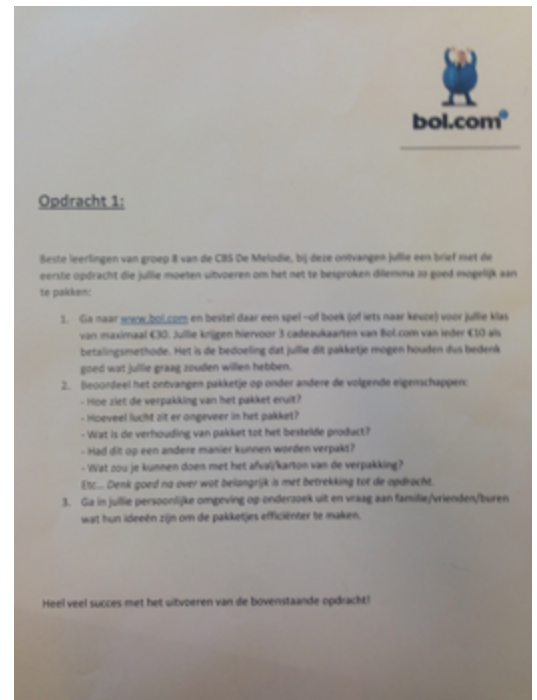 bol.com
Opdracht 1:
Beste leerlingen van groep 8 van de CBS De Melodie, bij deze ontvangen jullie een brief met de
eerste opdracht die jullie moeten uitvoeren om het net te besproken dilemma zo goed mogelijk aan
te pakken:
1. Ga naar www.bol.com en bestel daar een spel –of boek (of iets naar keuze) voor jullie klas
van maximaal €30. Jullie krijgen hiervoor 3 cadeaukaarten van Bol.com van ieder €10 als
betalingsmethode. Het is de bedoeling dat jullie dit pakketje mogen houden dus bedenk
goed wat jullie graag zouden willen hebben.
2. Beoordeel het ontvangen pakketje op onder andere de volgende eigenschappen:
- Hoe ziet de verpakking van het pakket eruit?
- Hoeveel lucht zit er ongeveer in het pakket?
- Wat is de verhouding van pakket tot het bestelde product?
- Had dit op een andere manier kunnen worden verpakt?
- Wat zou je kunnen doen met het afval/karton van de verpakking?
Etc... Denk goed na over wat belangrijk is met betrekking tot de opdracht.
3. Ga in jullie persoonlijke omgeving op onderzoek uit en vraag aan familie/vrienden/buren
wat hun ideeën zijn om de pakketjes efficiënter te maken.
Heel veel succes met het uitvoeren van de bovenstaande opdracht!